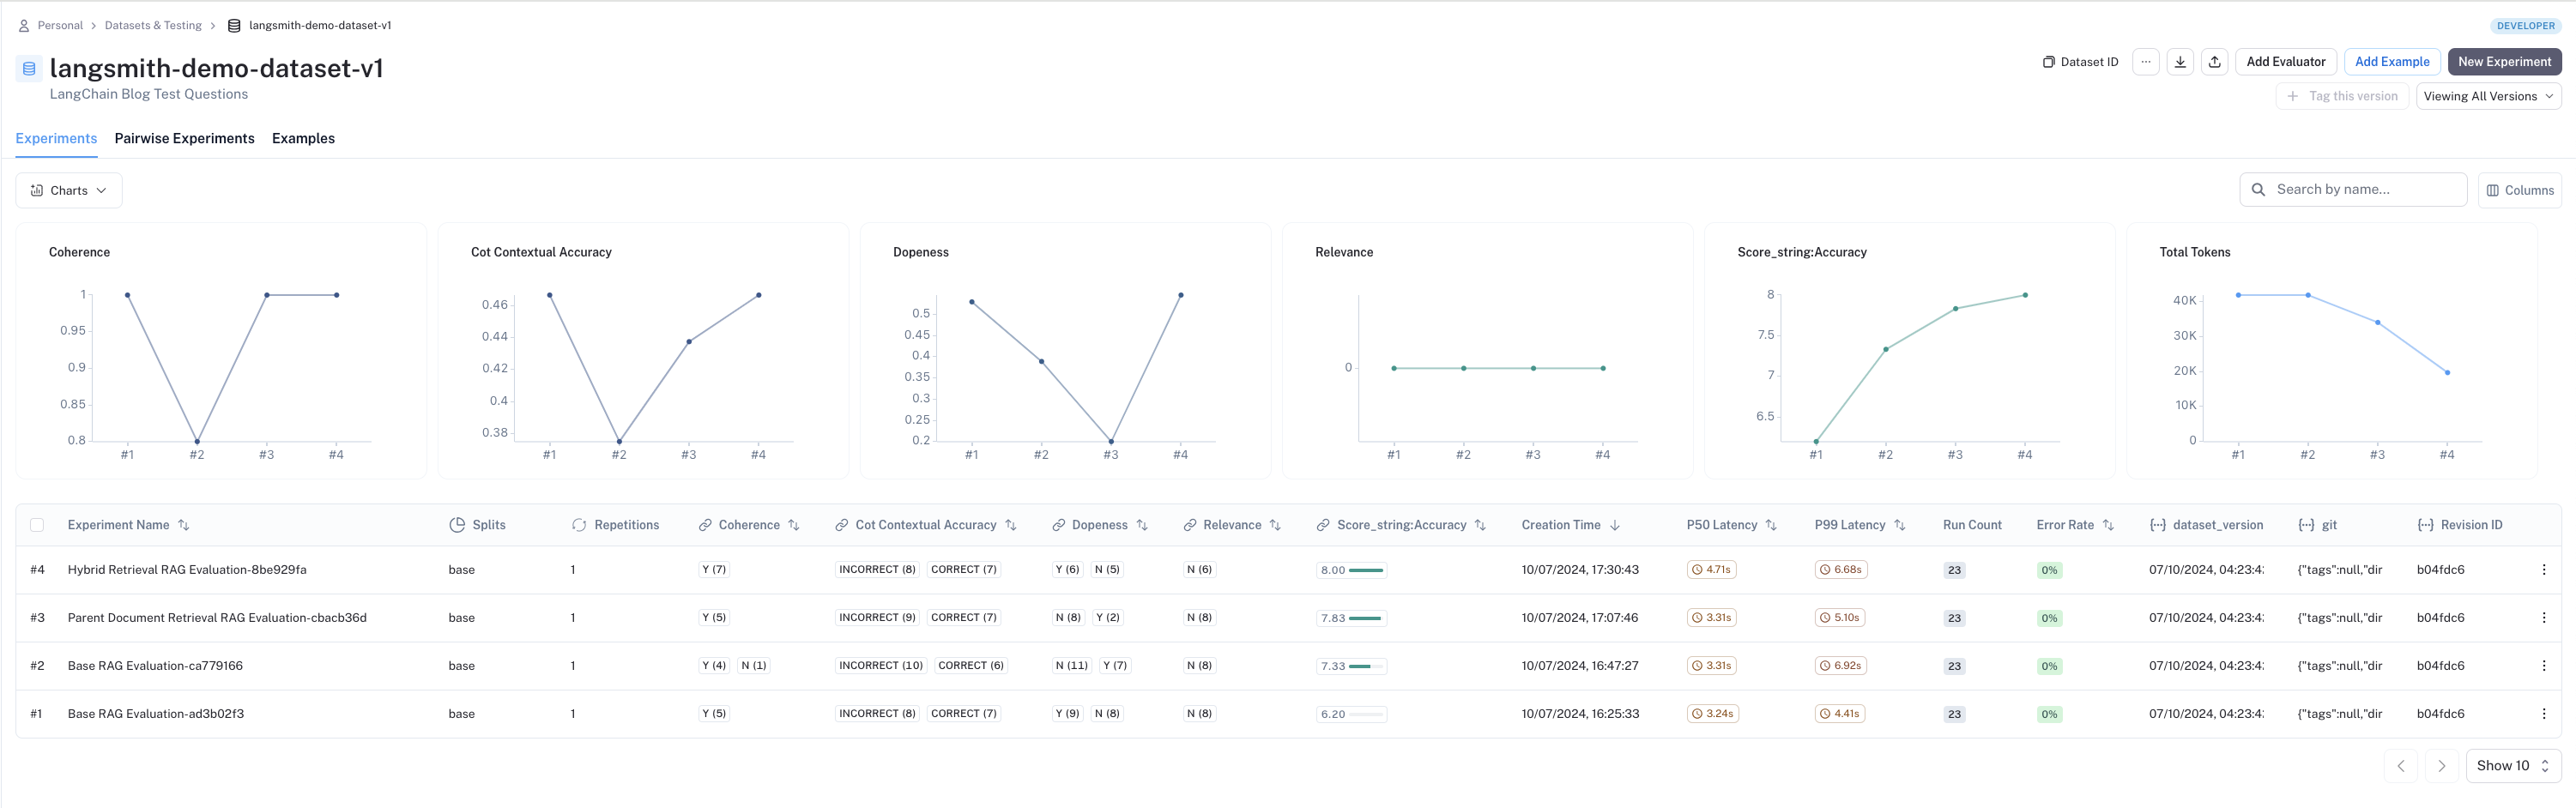 Personal > Datasets & Testing > langsmith-demo-dataset-v1
DEVELOPER
langsmith-demo-dataset-v1
LangChain Blog Test Questions
Dataset ID ... Add Evaluator Add Example New Experiment
+ Tag this version Viewing All Versions
Experiments Pairwise Experiments Examples
Charts
Search by name...
Columns
Coherence
1
0.95
0.9
0.85
0.8
#1 #2 #3 #4
Cot Contextual Accuracy
0.46
0.44
0.42
0.4
0.38
#1 #2 #3 #4
Dopeness
0.5
0.45
0.4
0.35
0.3
0.25
0.2
#1 #2 #3 #4
Relevance
0
#1 #2 #3 #4
Score_string:Accuracy
8
7.5
7
6.5
#1 #2 #3 #4
Total Tokens
40K
30K
20K
10K
0
#1 #2 #3 #4
Experiment Name Splits Repetitions Coherence Cot Contextual Accuracy Dopeness Relevance Score_string:Accuracy Creation Time P50 Latency P99 Latency Run Count Error Rate {···} dataset_version {···} git {···} Revision ID
#4 Hybrid Retrieval RAG Evaluation-8be929fa base 1 Y (7) INCORRECT (8) CORRECT (7) Y (6) N (5) N (6) 8.00 10/07/2024, 17:30:43 4.71s 6.68s 23 0% 07/10/2024, 04:23:4 {"tags":null,"dir b04fdc6
#3 Parent Document Retrieval RAG Evaluation-cbacb36d base 1 Y (5) INCORRECT (9) CORRECT (7) N (8) Y (2) N (8) 7.83 10/07/2024, 17:07:46 3.31s 5.10s 23 0% 07/10/2024, 04:23:4 {"tags":null,"dir b04fdc6
#2 Base RAG Evaluation-ca779166 base 1 Y (4) N (1) INCORRECT (10) CORRECT (6) N (11) Y (7) N (8) 7.33 10/07/2024, 16:47:27 3.31s 6.92s 23 0% 07/10/2024, 04:23:4 {"tags":null,"dir b04fdc6
#1 Base RAG Evaluation-ad3b02f3 base 1 Y (5) INCORRECT (8) CORRECT (7) Y (9) N (8) N (8) 6.20 10/07/2024, 16:25:33 3.24s 4.41s 23 0% 07/10/2024, 04:23:4 {"tags":null,"dir b04fdc6
Show 10